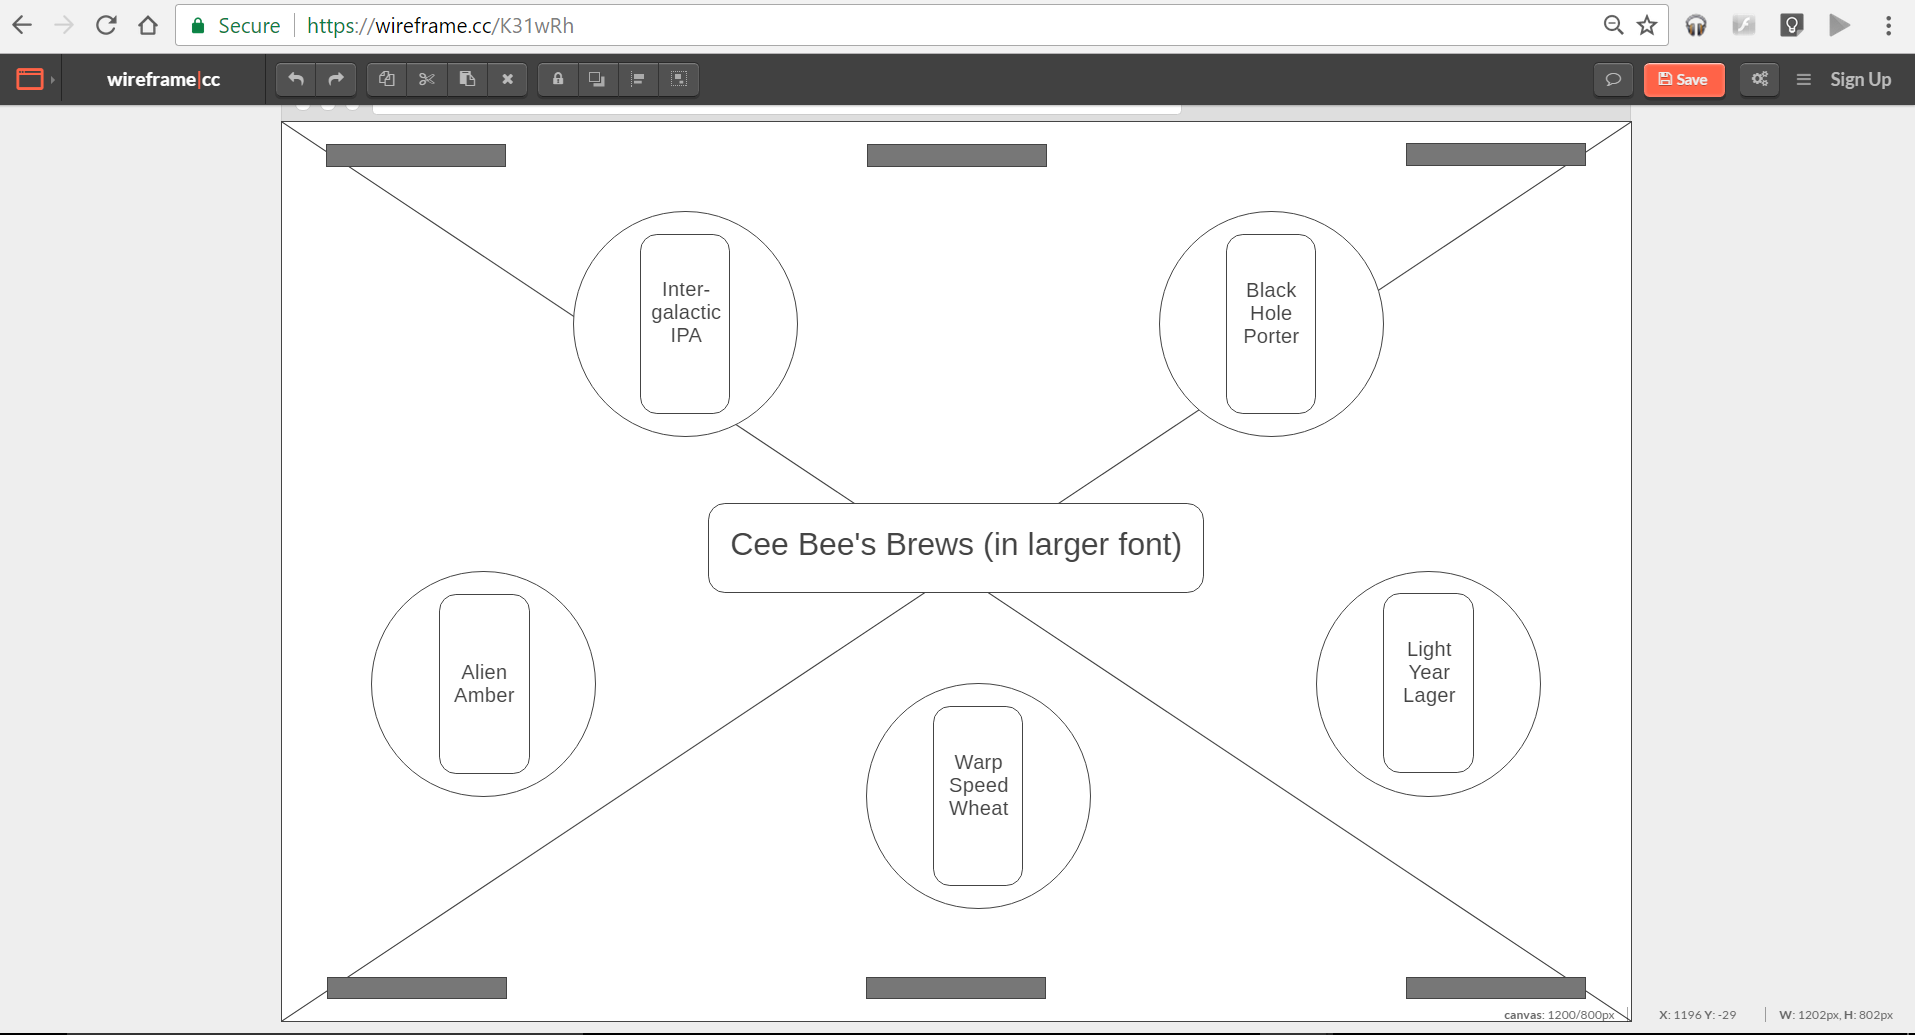 Secure https://wireframe.cc/K31wRh
wireframe|cc Save Sign Up
Inter-
galactic
IPA
Black
Hole
Porter
Cee Bee's Brews (in larger font)
Alien
Amber
Light
Year
Lager
Warp
Speed
Wheat
canvas: 1200/800px X: 1196 Y: -29 W: 1202px, H: 802px